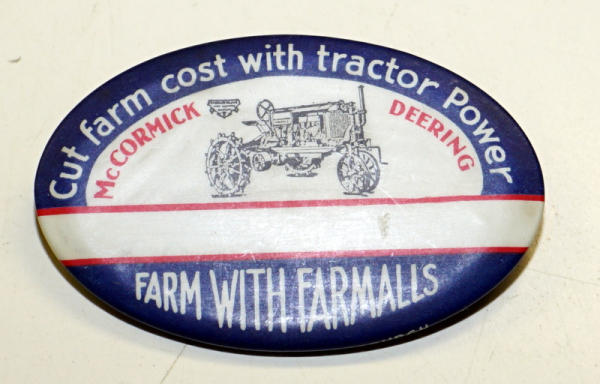 Cut farm cost with tractor Power
McCORMICK DEERING
FARM WITH FARMALLS